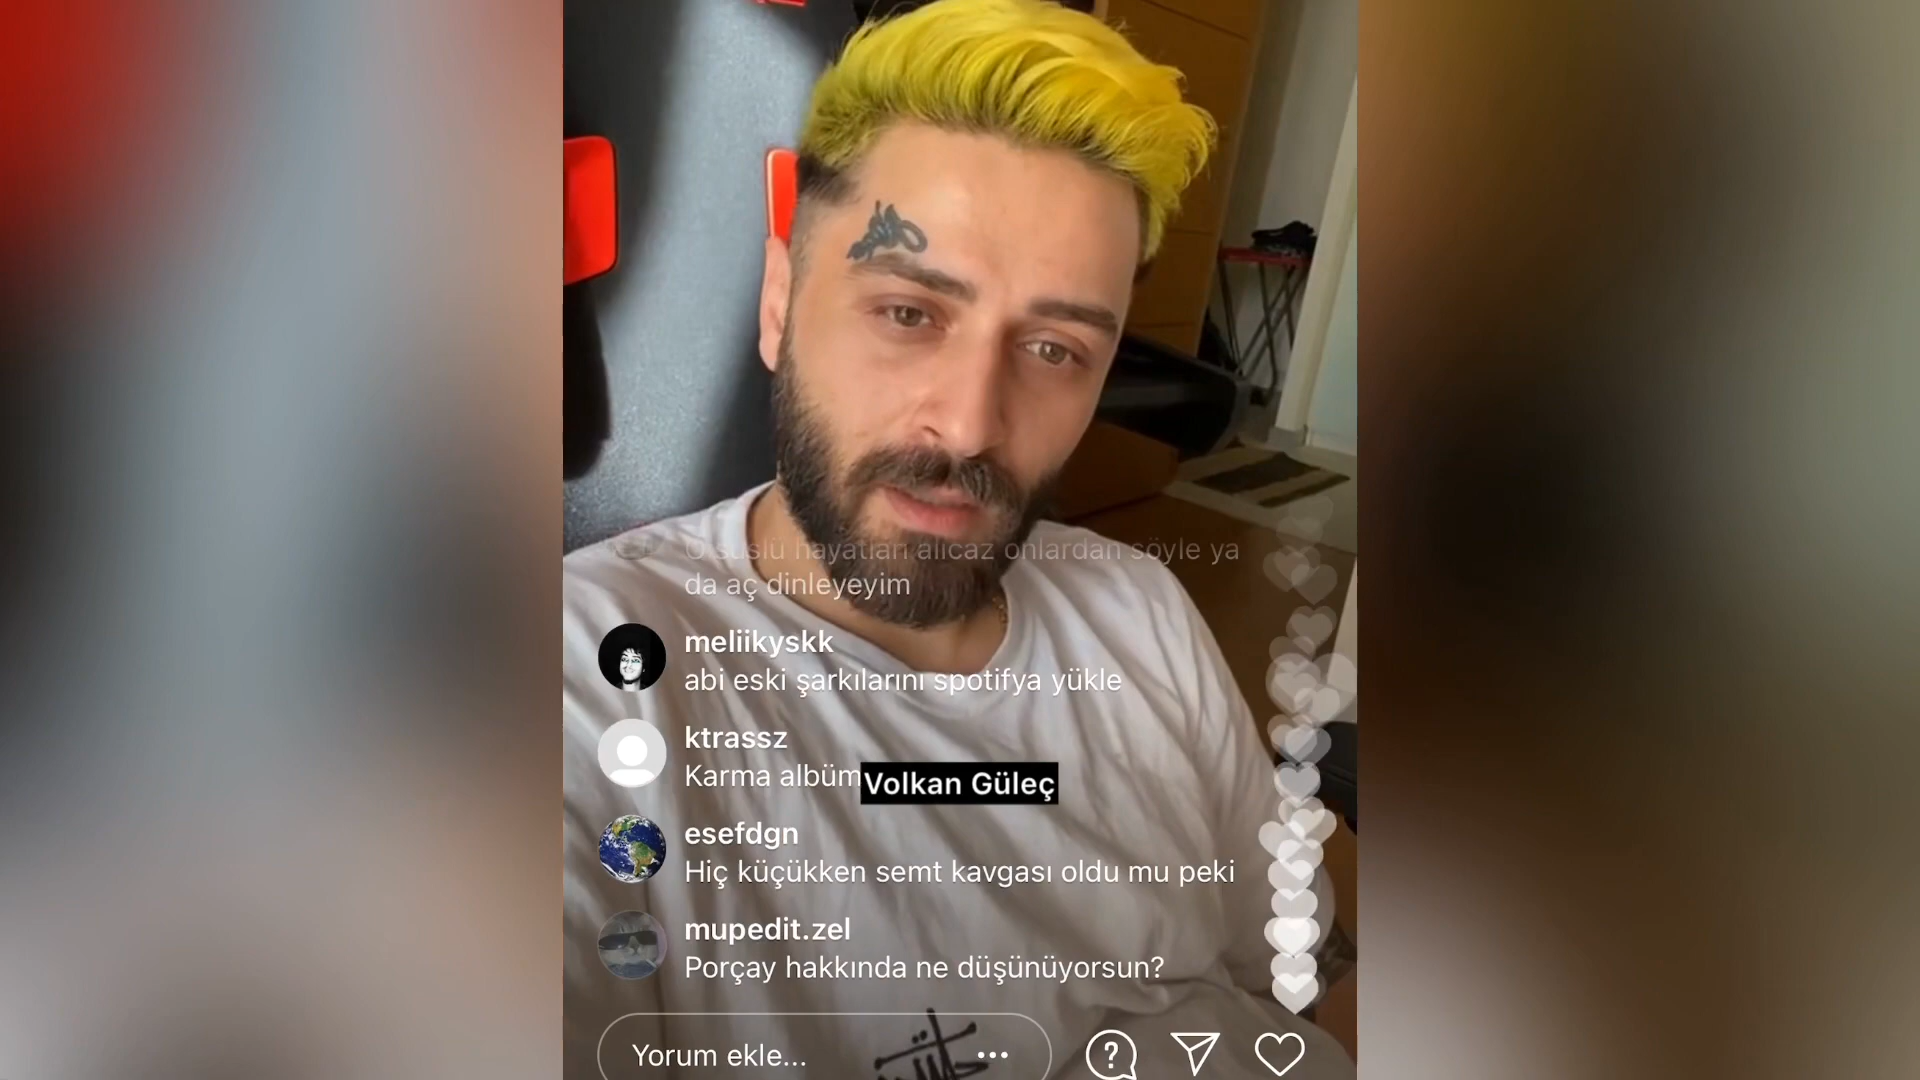 O süslü hayatları alıcaz onlardan söyle ya
da aç dinleyeyim
meliikyskk
abi eski şarkılarını spotifya yükle
ktrassz
Karma albüm
Volkan Güleç
esefdgn
Hiç küçükken semt kavgası oldu mu peki
mupedit.zel
Porçay hakkında ne düşünüyorsun?
Yorum ekle...